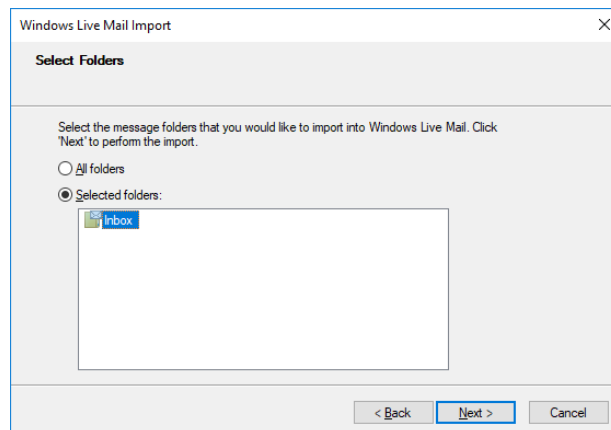 Windows Live Mail Import
Select Folders
Select the message folders that you would like to import into Windows Live Mail. Click
'Next' to perform the import.
All folders
Selected folders:
Inbox
< Back
Next >
Cancel